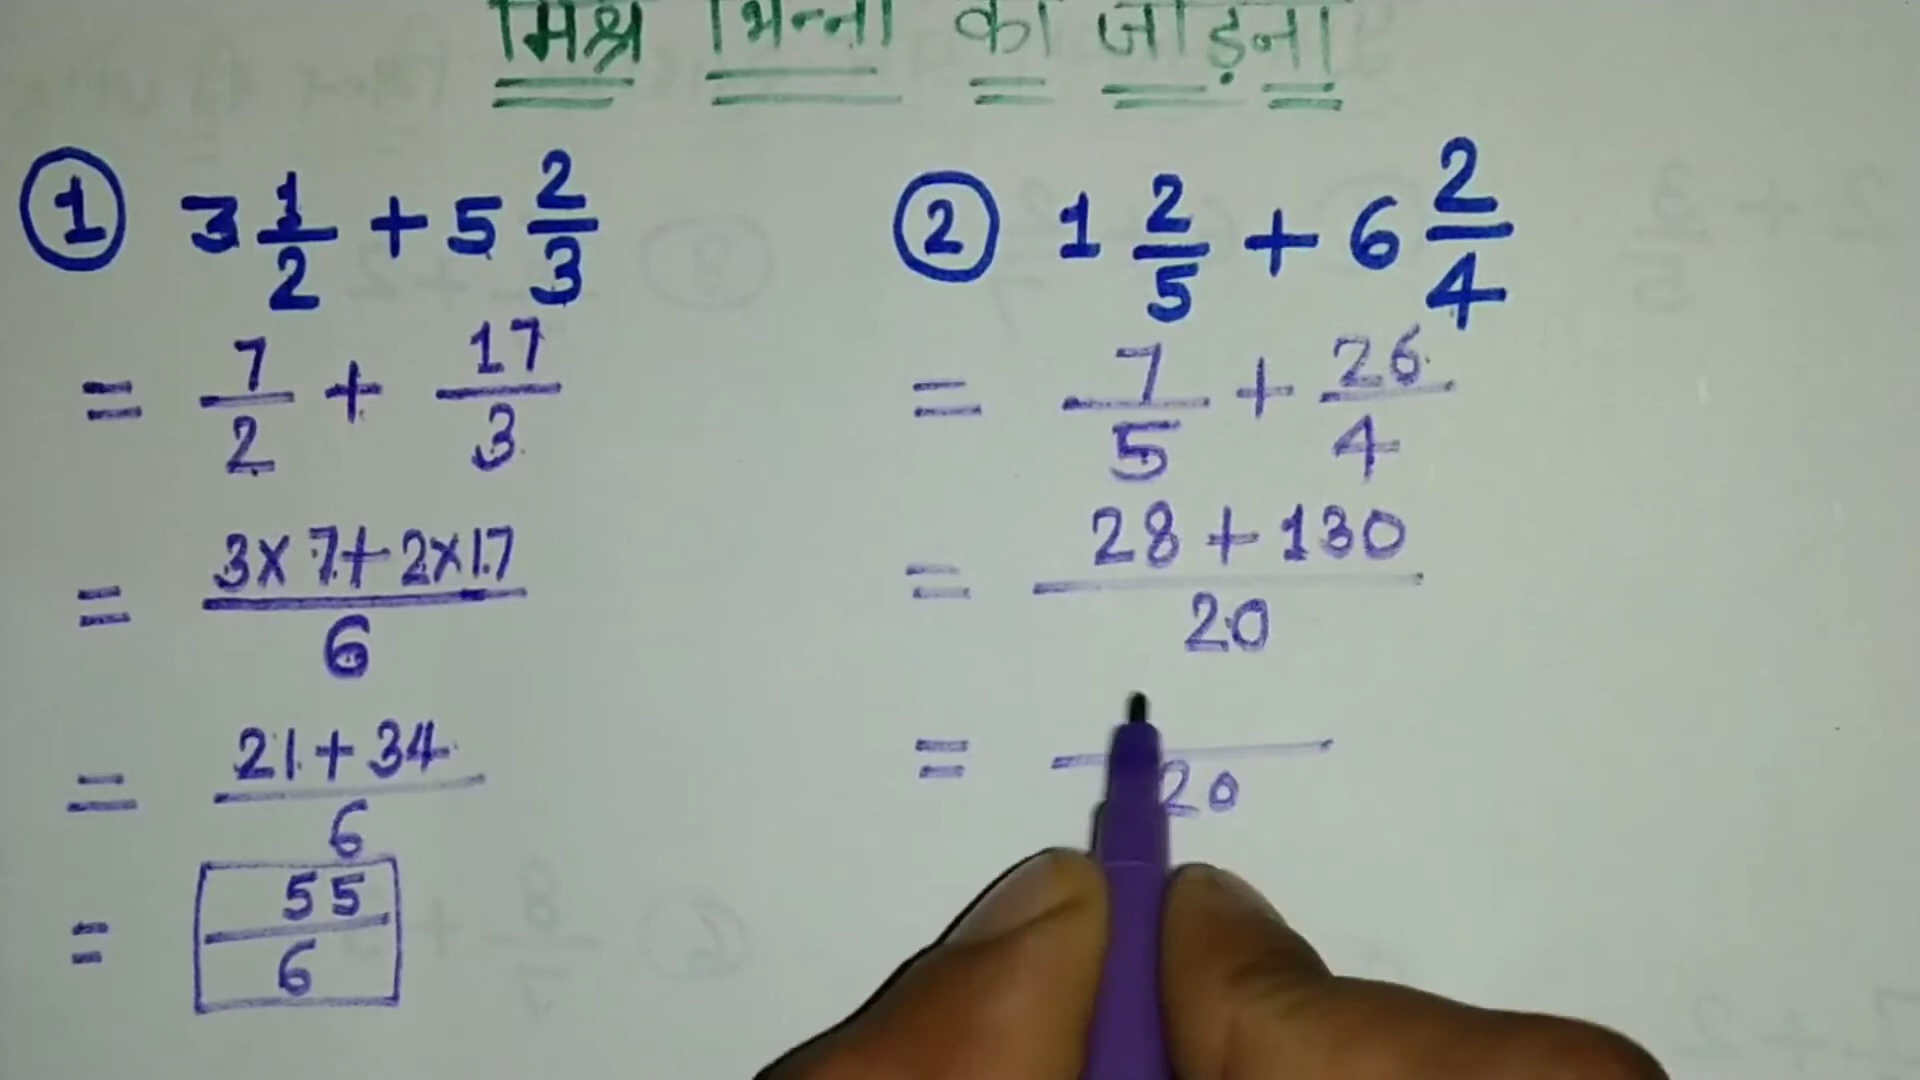 मिश्र भिन्नों को जोड़ना
① 3 1/2 + 5 2/3
= 7/2 + 17/3
= 3×7+2×17/6
= 21+34/6
= 55/6
② 1 2/5 + 6 2/4
= 7/5 + 26/4
= 28+130/20
= /20